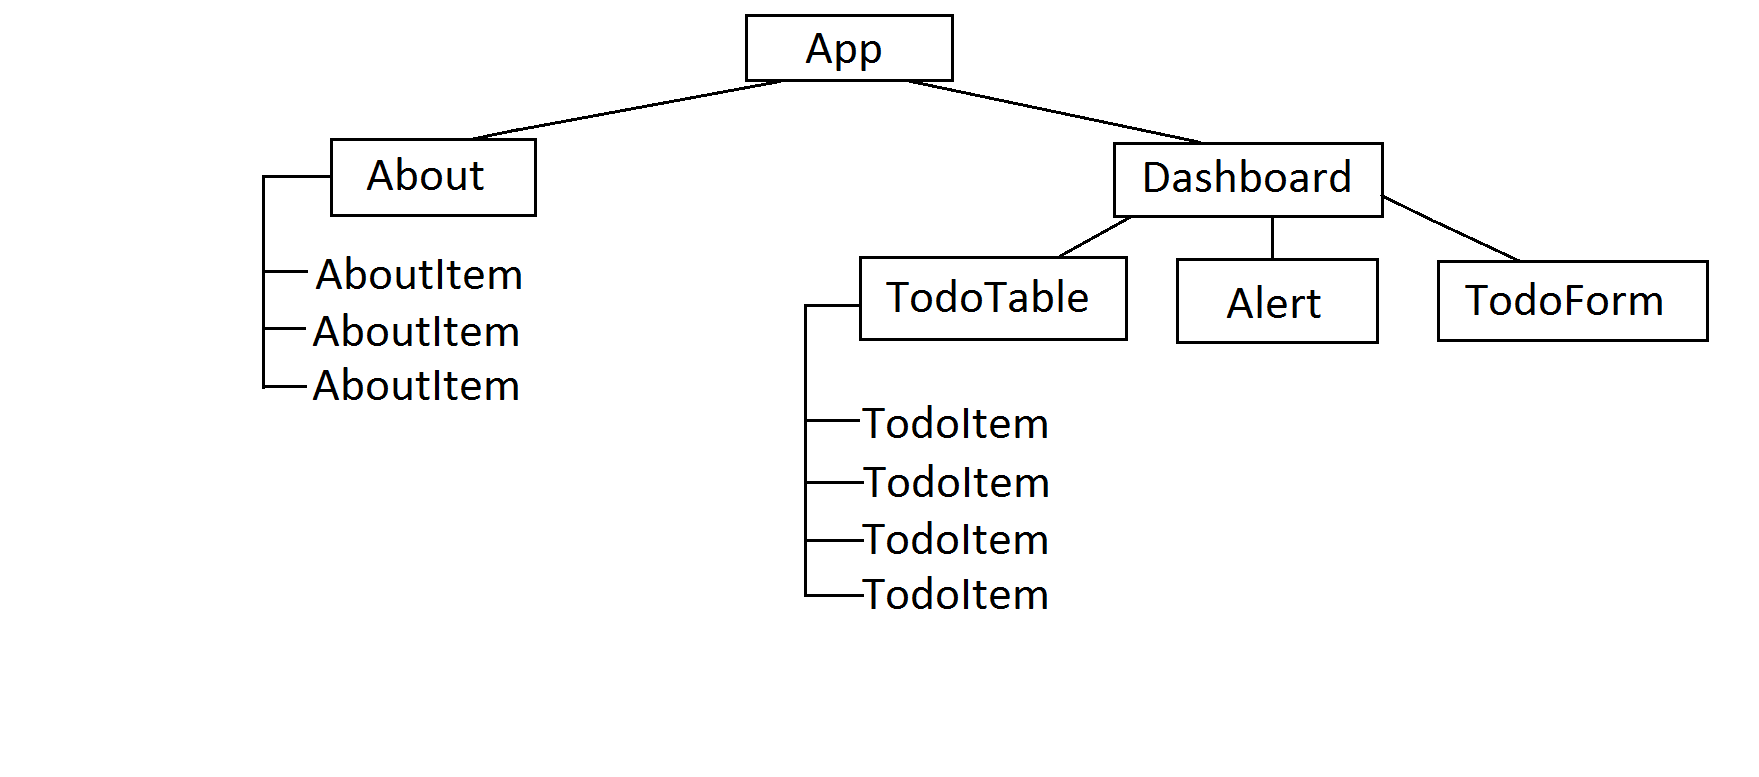 App
About
Dashboard
AboutItem
AboutItem
AboutItem
TodoTable
Alert
TodoForm
TodoItem
TodoItem
TodoItem
TodoItem